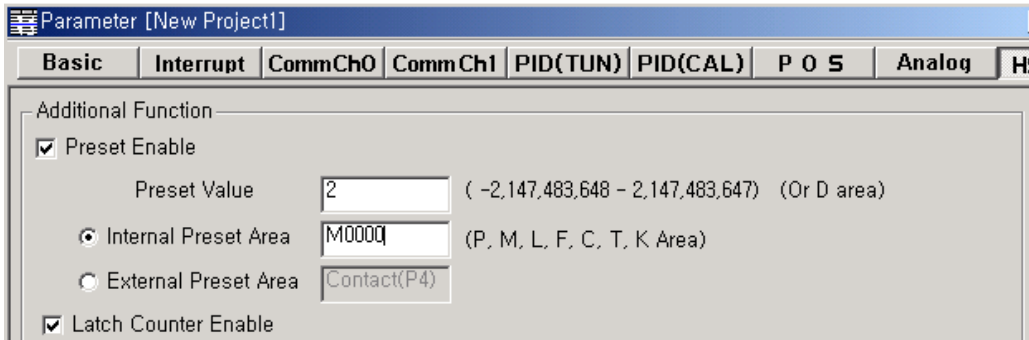 Parameter [New Project1]
Basic Interrupt CommCh0 CommCh1 PID(TUN) PID(CAL) P O S Analog
Additional Function
Preset Enable
Preset Value 2 ( -2,147,483,648 - 2,147,483,647) (Or D area)
Internal Preset Area M0000 (P, M, L, F, C, T, K Area)
External Preset Area Contact(P4)
Latch Counter Enable